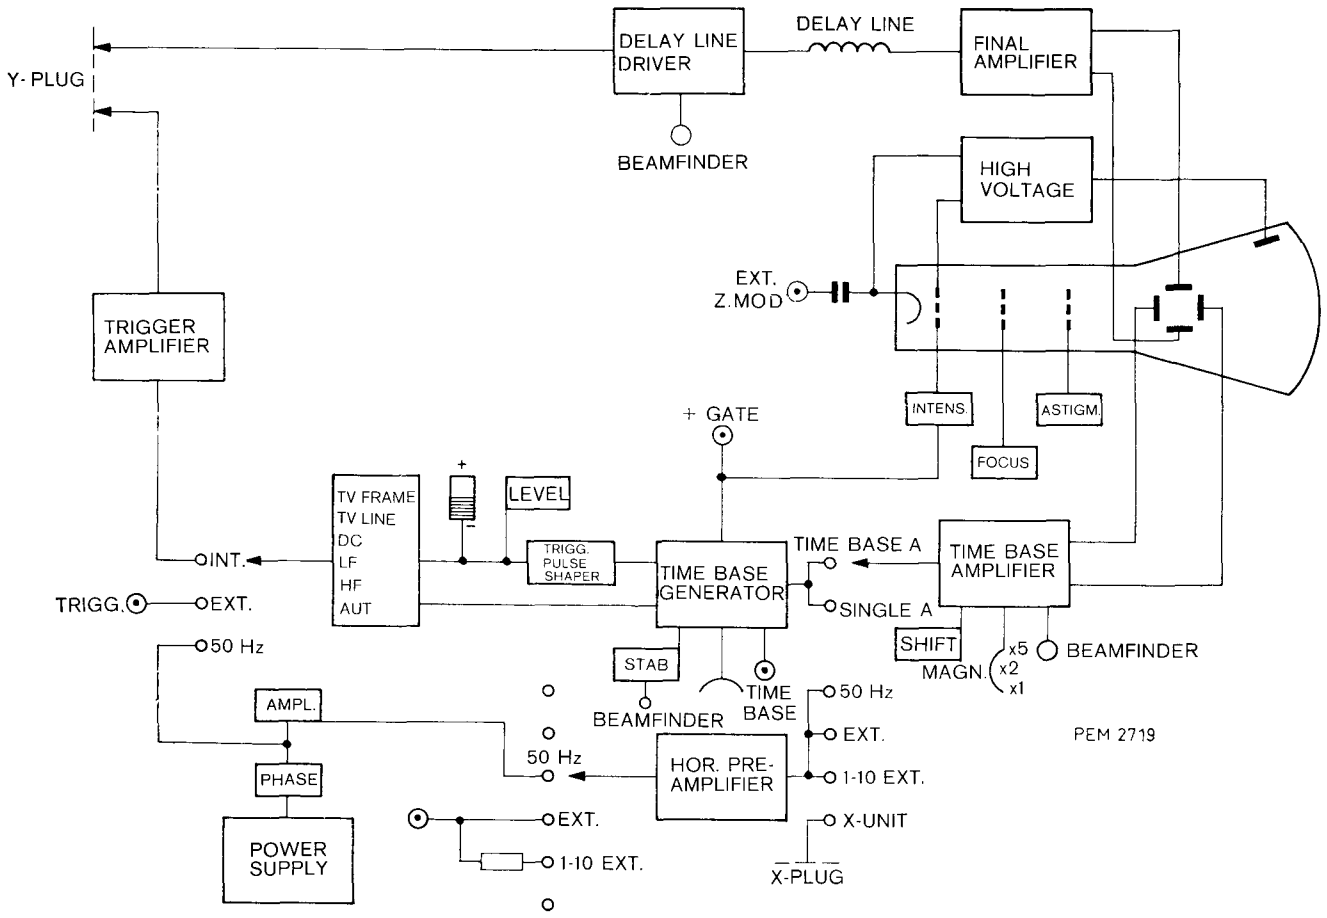 DELAY LINE
DRIVER
DELAY LINE
FINAL
AMPLIFIER
Y-PLUG
BEAMFINDER
HIGH
VOLTAGE
EXT.
Z.MOD
TRIGGER
AMPLIFIER
INTENS.
ASTIGM.
+ GATE
FOCUS
+
-
LEVEL
TV FRAME
TV LINE
DC
LF
HF
AUT
INT.
TRIGG.
EXT.
50 Hz
TRIGG.
PULSE
SHAPER
TIME BASE
GENERATOR
TIME BASE A
SINGLE A
TIME BASE
AMPLIFIER
SHIFT
MAGN.
x5
x2
x1
BEAMFINDER
STAB
BEAMFINDER
TIME
BASE
AMPL.
PHASE
POWER
SUPPLY
50 Hz
EXT.
1-10 EXT.
HOR. PRE-
AMPLIFIER
50 Hz
EXT.
1-10 EXT.
X-UNIT
X-PLUG
PEM 2719